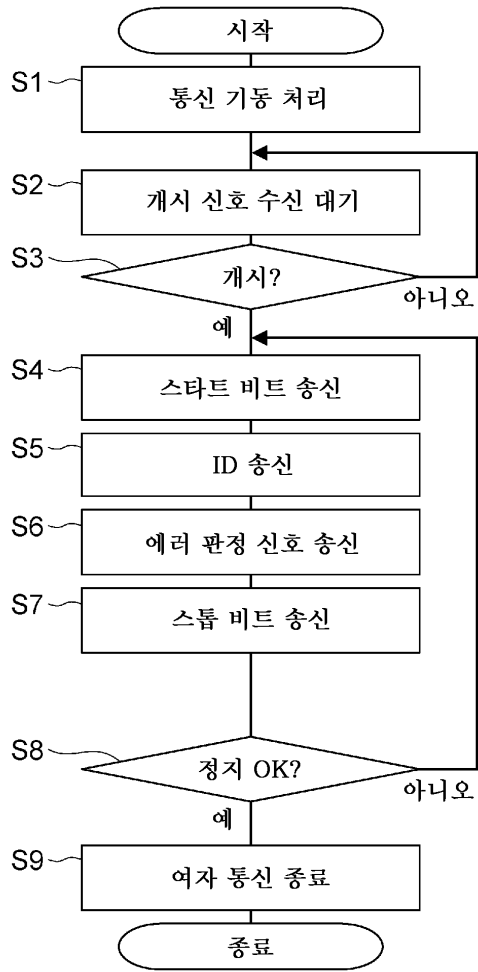 시작
S1
통신 기동 처리
S2
개시 신호 수신 대기
S3
개시?
아니오
예
S4
스타트 비트 송신
S5
ID 송신
S6
에러 판정 신호 송신
S7
스톱 비트 송신
S8
정지 OK?
아니오
예
S9
여자 통신 종료
종료